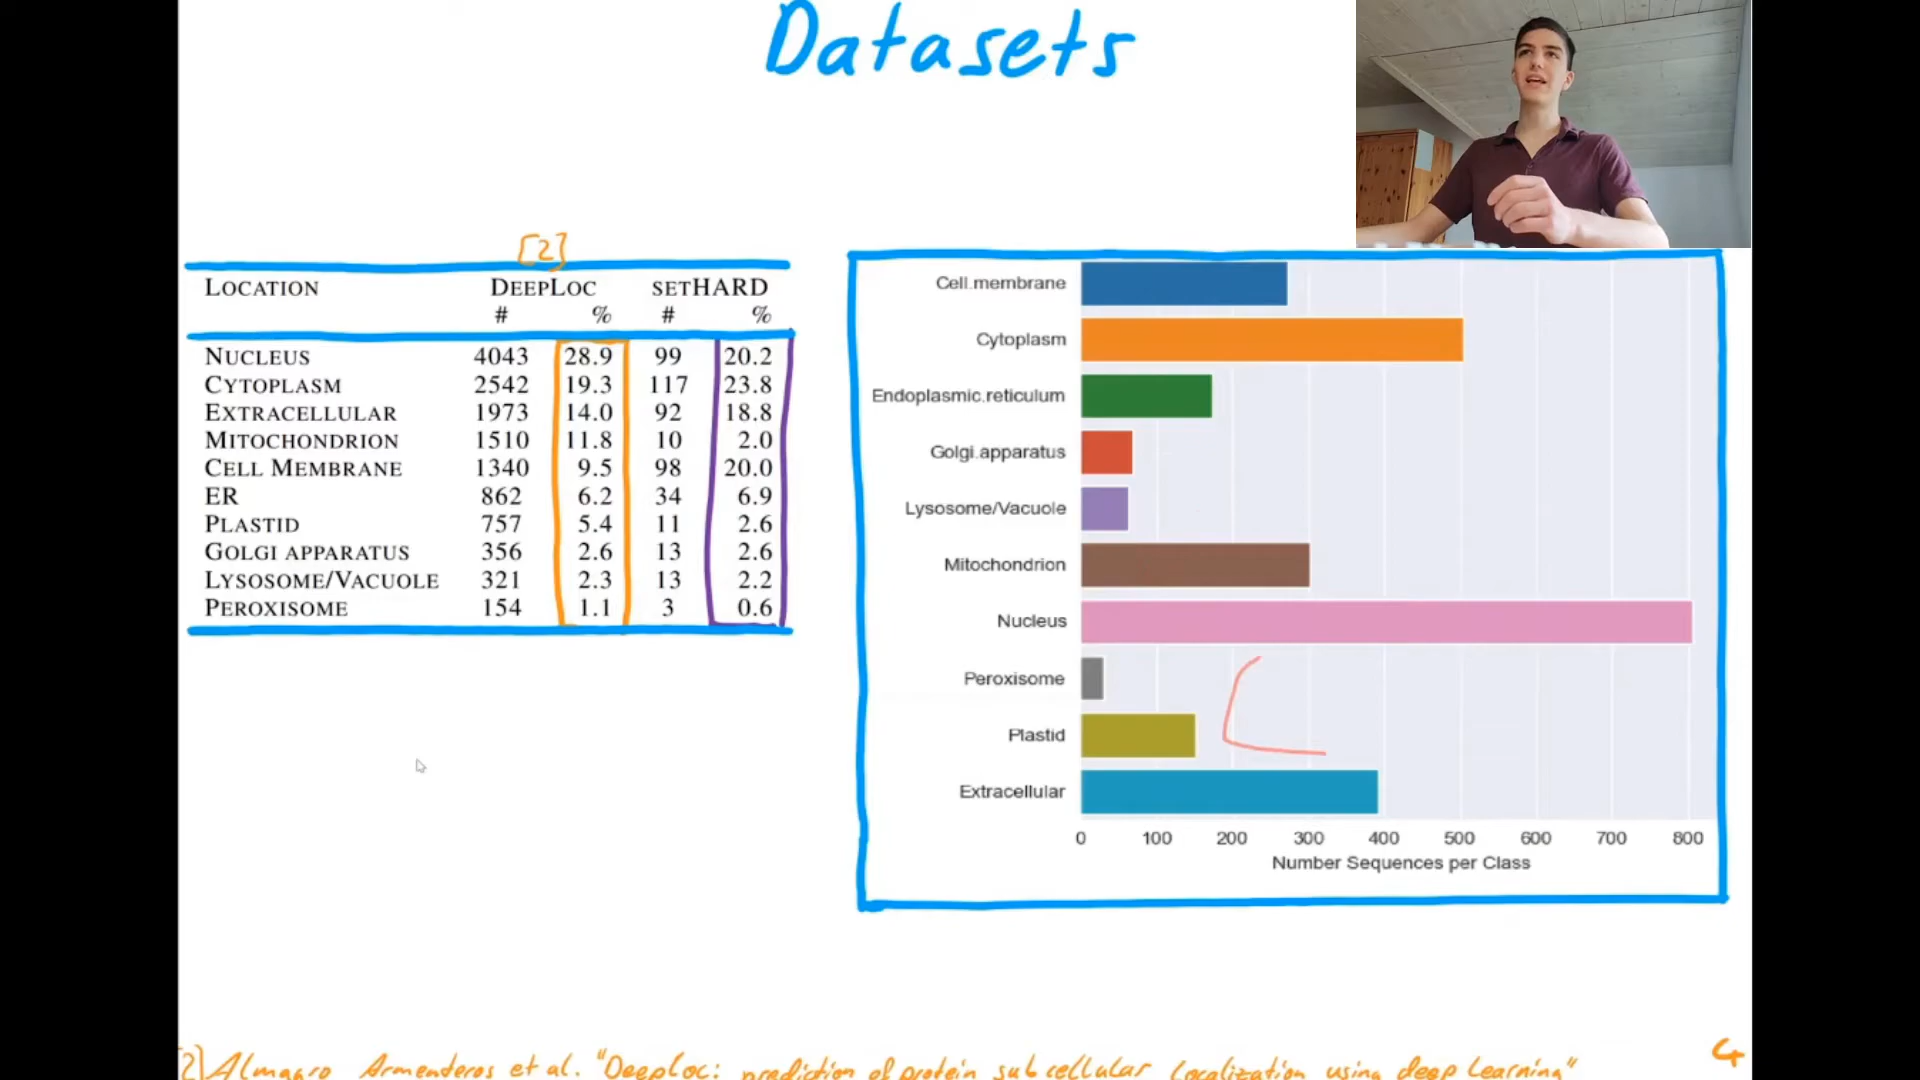 Datasets
[2]
LOCATION DEEPLOC SETHARD
# % # %
NUCLEUS 4043 28.9 99 20.2
CYTOPLASM 2542 19.3 117 23.8
EXTRACELLULAR 1973 14.0 92 18.8
MITOCHONDRION 1510 11.8 10 2.0
CELL MEMBRANE 1340 9.5 98 20.0
ER 862 6.2 34 6.9
PLASTID 757 5.4 11 2.6
GOLGI APPARATUS 356 2.6 13 2.6
LYSOSOME/VACUOLE 321 2.3 13 2.2
PEROXISOME 154 1.1 3 0.6
Cell.membrane
Cytoplasm
Endoplasmic.reticulum
Golgi.apparatus
Lysosome/Vacuole
Mitochondrion
Nucleus
Peroxisome
Plastid
Extracellular
0 100 200 300 400 500 600 700 800
Number Sequences per Class
[2] Almagro Armenteros et al. "DeepLoc: prediction of protein subcellular localization using deep learning"
4